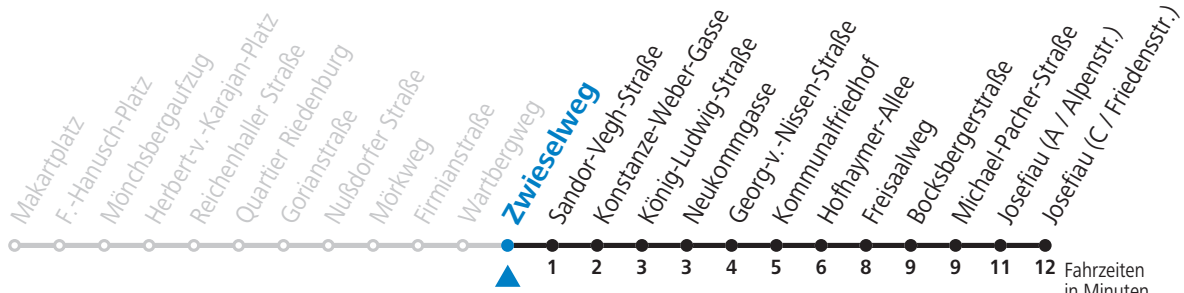 Makartplatz
F.-Hanusch-Platz
Mönchsbergaufzug
Herbert-v.-Karajan-Platz
Reichenhaller Straße
Quartier Riedenburg
Gorianstraße
Nußdorfer Straße
Mörkweg
Firmianstraße
Wartbergweg
Zwieselweg
Sandor-Vegh-Straße
Konstanze-Weber-Gasse
König-Ludwig-Straße
Neukommgasse
Georg-v.-Nissen-Straße
Kommunalfriedhof
Hofhaymer-Allee
Freisaalweg
Bocksbergerstraße
Michael-Pacher-Straße
Josefiau (A / Alpenstr.)
Josefiau (C / Friedensstr.)
1 2 3 3 4 5 6 8 9 9 11 12 Fahrzeiten
in Minuten